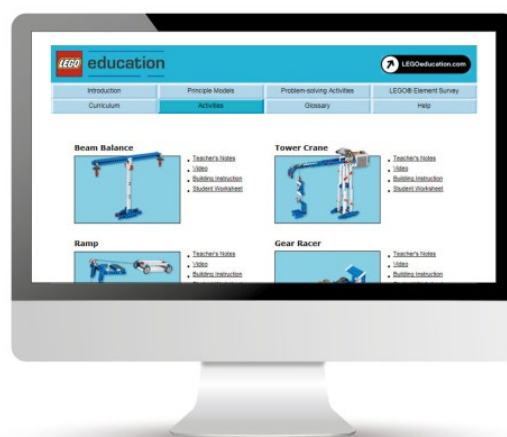 LEGO education
LEGOeducation.com
Introduction
Principle Models
Problem-solving Activities
LEGO® Element Survey
Curriculum
Activities
Glossary
Help
Beam Balance
Teacher's Notes
Video
Building Instruction
Student Worksheet
Tower Crane
Teacher's Notes
Video
Building Instruction
Student Worksheet
Ramp
Teacher's Notes
Video
Building Instruction
Gear Racer
Teacher's Notes
Video
Building Instruction